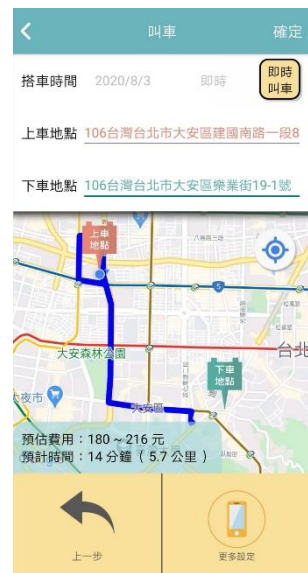 叫車
確定
搭車時間
2020/8/3
即時
即時
叫車
上車地點
106台灣台北市大安區建國南路一段8
下車地點
106台灣台北市大安區樂業街19-1號
上車
地點
5
大安森林公園
台北
下車
地點
夜市
大安區
預估費用：180 ~ 216 元
預計時間：14 分鐘（ 5.7 公里 ）
上一步
更多設定